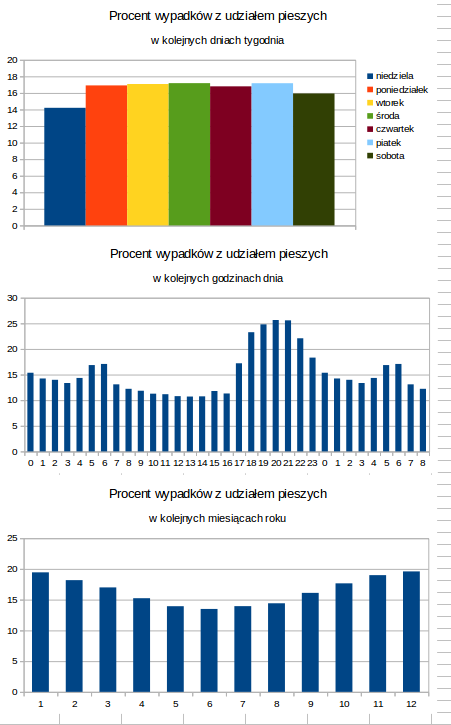 Procent wypadków z udziałem pieszych
w kolejnych dniach tygodnia
20
18
16
14
12
10
8
6
4
2
0
niedziela
poniedziałek
wtorek
środa
czwartek
piatek
sobota
Procent wypadków z udziałem pieszych
w kolejnych godzinach dnia
30
25
20
15
10
5
0
0 1 2 3 4 5 6 7 8 9 10 11 12 13 14 15 16 17 18 19 20 21 22 23 0 1 2 3 4 5 6 7 8
Procent wypadków z udziałem pieszych
w kolejnych miesiącach roku
25
20
15
10
5
0
1 2 3 4 5 6 7 8 9 10 11 12